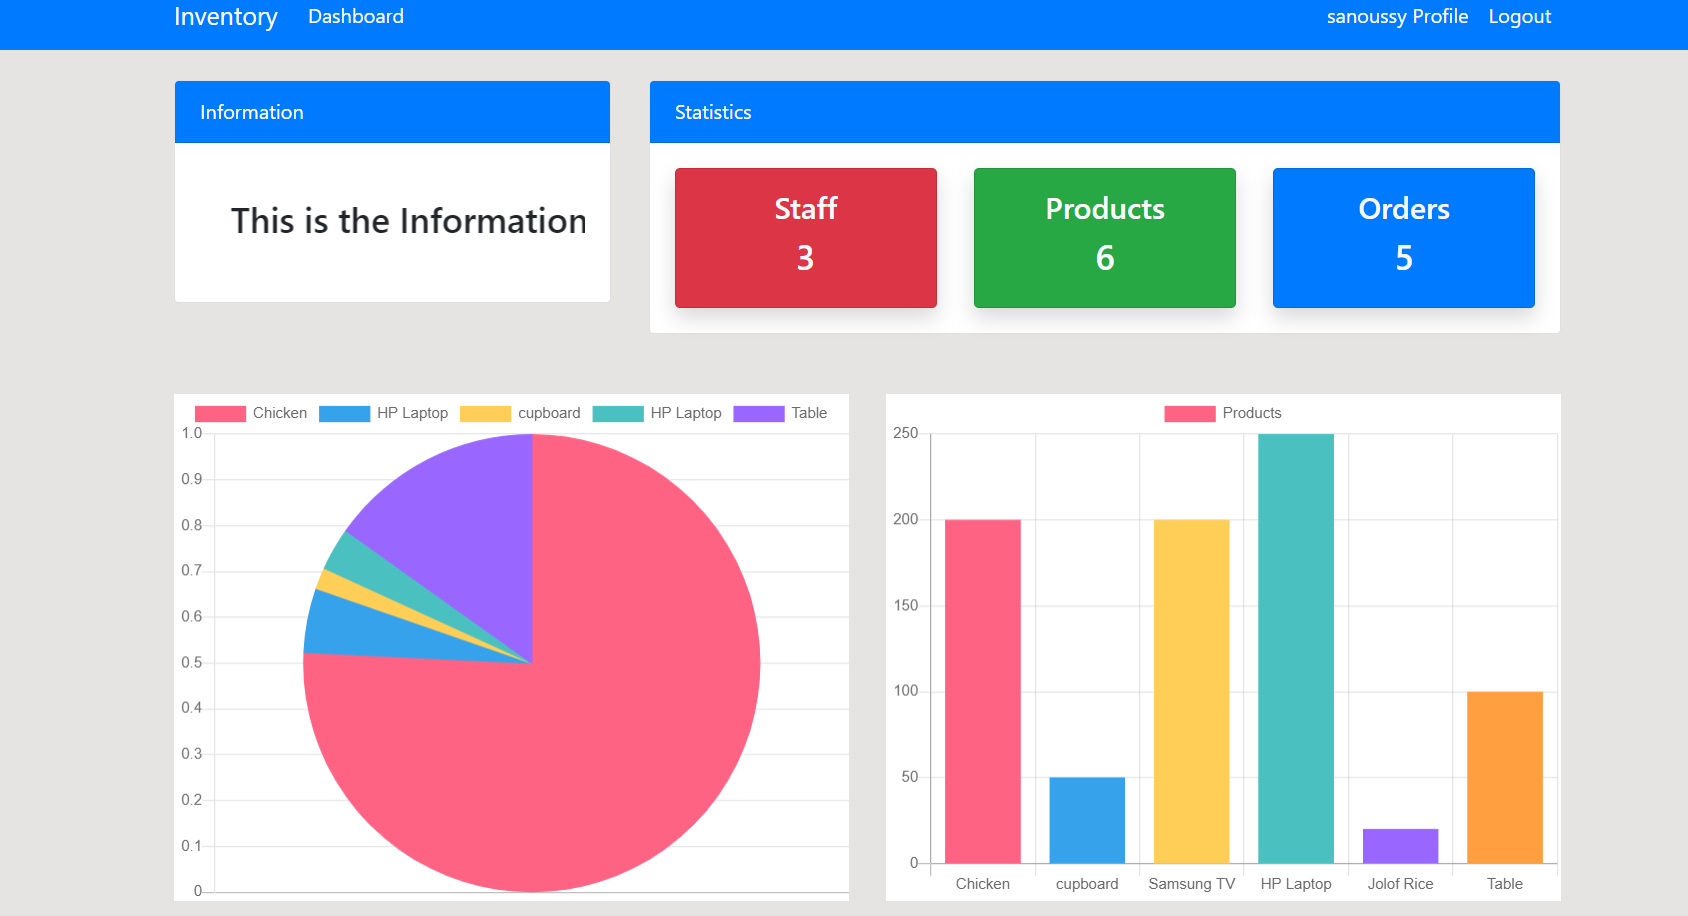 Inventory Dashboard sanoussy Profile Logout
Information
This is the Information
Statistics
Staff
3
Products
6
Orders
5
Chicken HP Laptop cupboard HP Laptop Table
1.0
0.9
0.8
0.7
0.6
0.5
0.4
0.3
0.2
0.1
0
Products
250
200
150
100
50
0
Chicken cupboard Samsung TV HP Laptop Jolof Rice Table